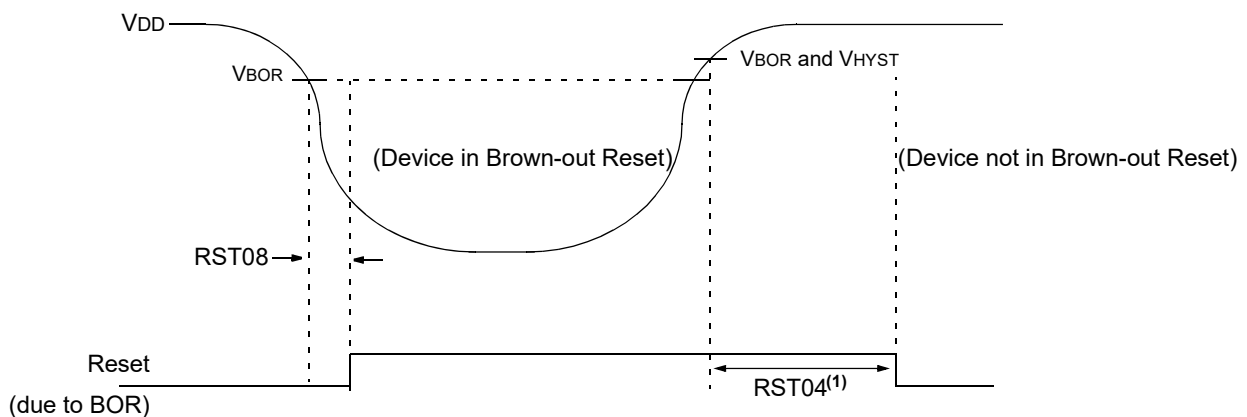 VDD
VBOR
VBOR and VHYST
(Device in Brown-out Reset)
(Device not in Brown-out Reset)
RST08
Reset
(due to BOR)
RST04(1)